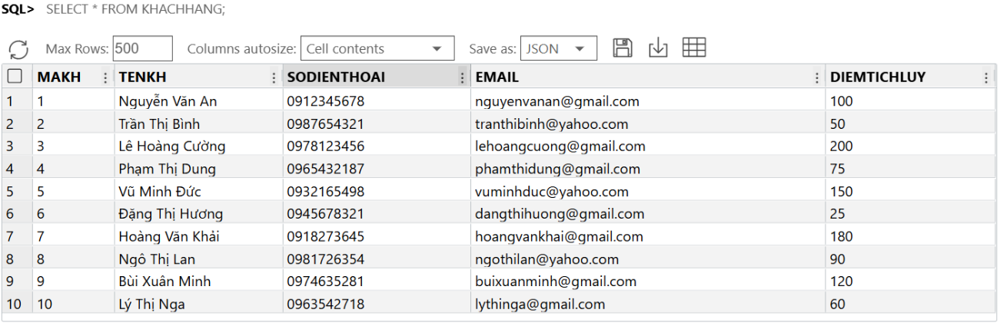 SQL> SELECT * FROM KHACHHANG;
Max Rows: 500 Columns autosize: Cell contents Save as: JSON
MAKH TENKH SODIENTHOAI EMAIL DIEMTICHLUY
1 1 Nguyễn Văn An 0912345678 nguyenvanan@gmail.com 100
2 2 Trần Thị Bình 0987654321 tranthibinh@yahoo.com 50
3 3 Lê Hoàng Cường 0978123456 lehoangcuong@gmail.com 200
4 4 Phạm Thị Dung 0965432187 phamthidung@gmail.com 75
5 5 Vũ Minh Đức 0932165498 vuminhduc@yahoo.com 150
6 6 Đặng Thị Hương 0945678321 dangthihuong@gmail.com 25
7 7 Hoàng Văn Khải 0918273645 hoangvankhai@gmail.com 180
8 8 Ngô Thị Lan 0981726354 ngothilan@yahoo.com 90
9 9 Bùi Xuân Minh 0974635281 buixuanminh@gmail.com 120
10 10 Lý Thị Nga 0963542718 lythinga@gmail.com 60